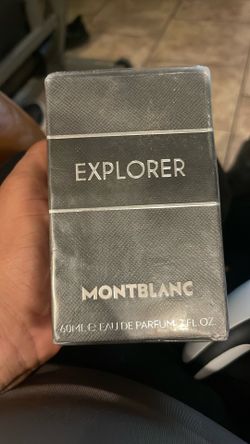 EXPLORER
MONTBLANC
60ML ℮ EAU DE PARFUM 2 FL OZ.